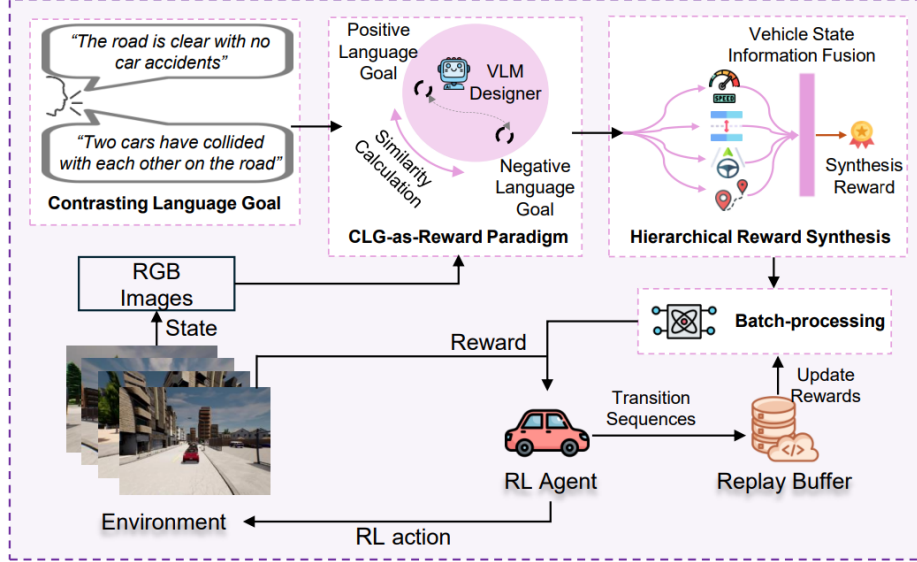 “The road is clear with no
car accidents”
“Two cars have collided
with each other on the road”
Contrasting Language Goal
Positive Language
Goal
VLM
Designer
Similarity
Calculation
Negative Language
Goal
CLG-as-Reward Paradigm
Vehicle State
Information Fusion
SPEED
Synthesis
Reward
Hierarchical Reward Synthesis
RGB
Images
State
Reward
Batch-processing
Update
Rewards
Transition
Sequences
RL Agent
Replay Buffer
</>
Environment
RL action